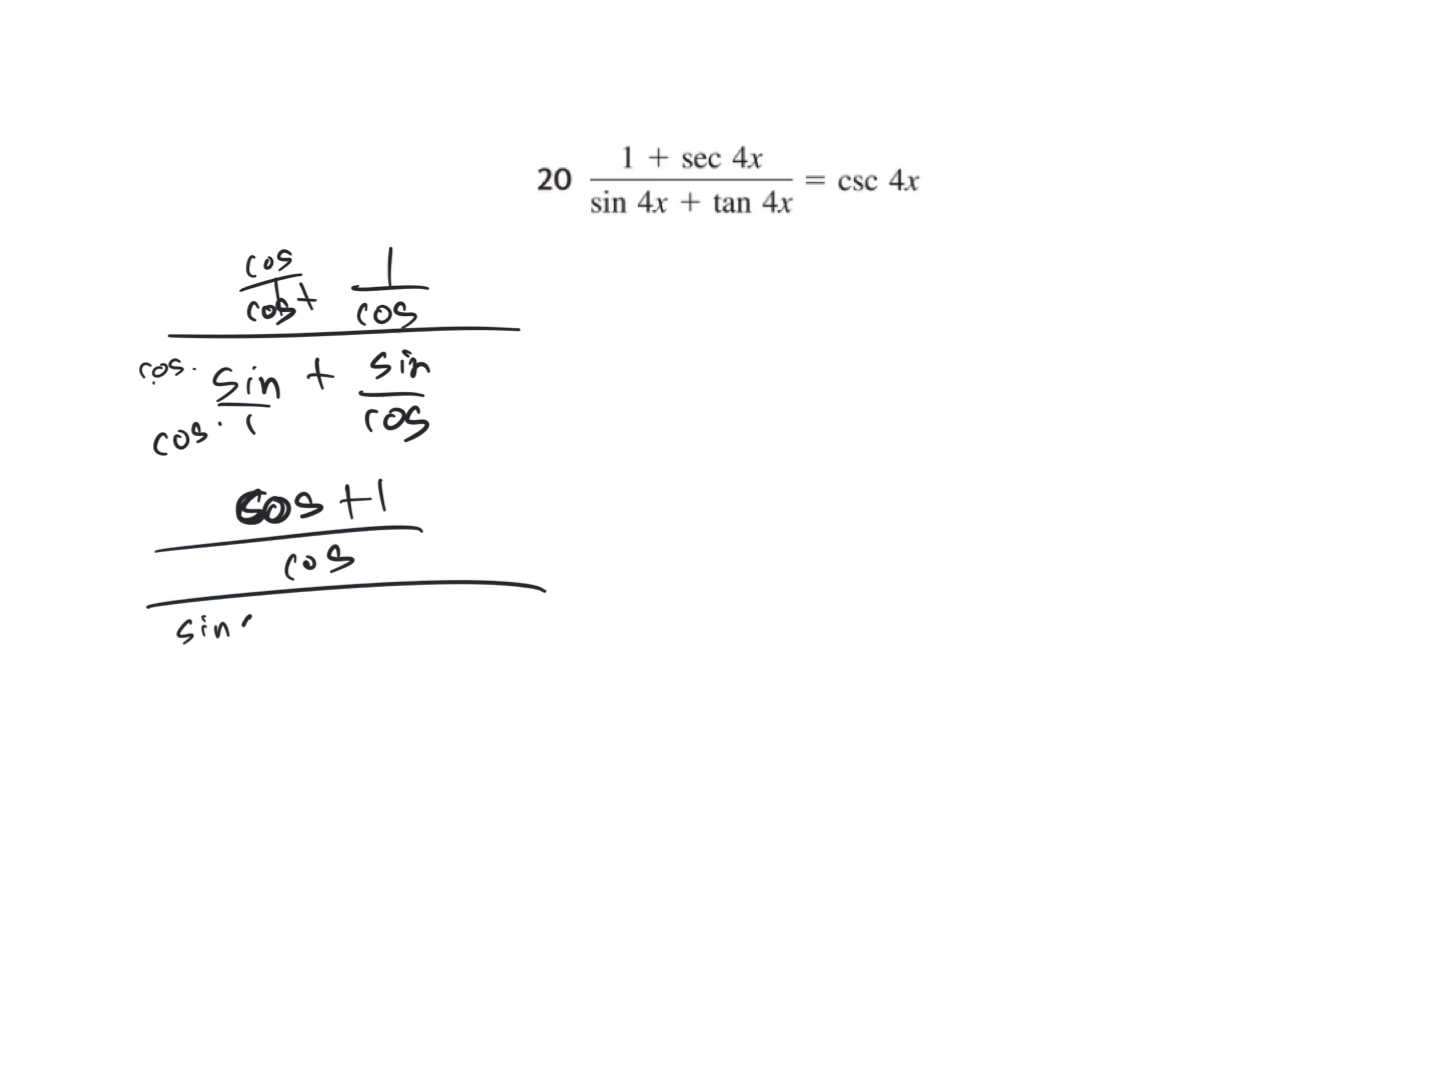 20 1 + sec 4x
sin 4x + tan 4x = csc 4x
cos 1
cos + cos
cos. sin + sin
cos · 1 cos
cos +1
cos
sin